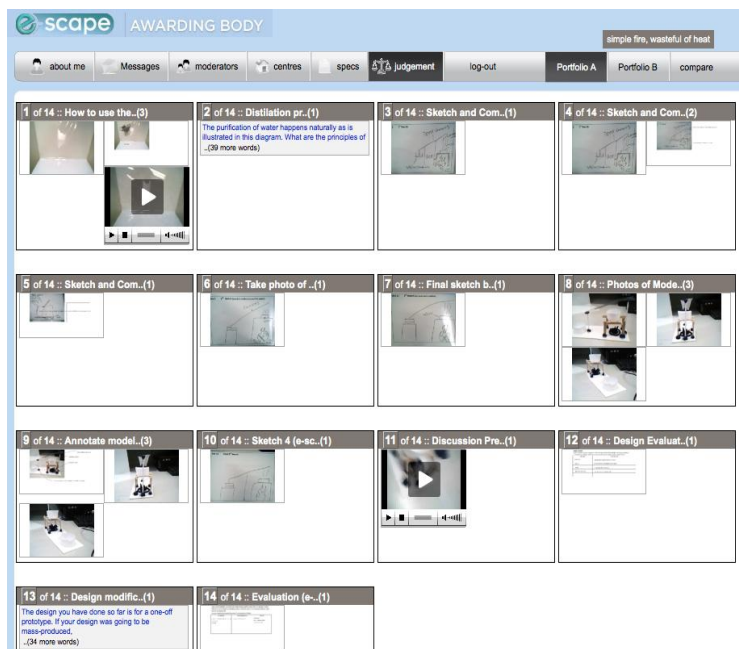 e-scape AWARDING BODY
simple fire, wasteful of heat
about me Messages moderators centres specs judgement log-out Portfolio A Portfolio B compare
1 of 14 :: How to use the..(3)
2 of 14 :: Distilation pr..(1)
The purification of water happens naturally as is
illustrated in this diagram. What are the principles of
..(39 more words)
3 of 14 :: Sketch and Com..(1)
4 of 14 :: Sketch and Com..(2)
5 of 14 :: Sketch and Com..(1)
6 of 14 :: Take photo of ..(1)
7 of 14 :: Final sketch b..(1)
8 of 14 :: Photos of Mode..(3)
9 of 14 :: Annotate model..(3)
10 of 14 :: Sketch 4 (e-sc..(1)
11 of 14 :: Discussion Pre..(1)
12 of 14 :: Design Evaluat..(1)
13 of 14 :: Design modific..(1)
The design you have done so far is for a one-off
prototype. If your design was going to be
mass-produced,
..(34 more words)
14 of 14 :: Evaluation (e-..(1)